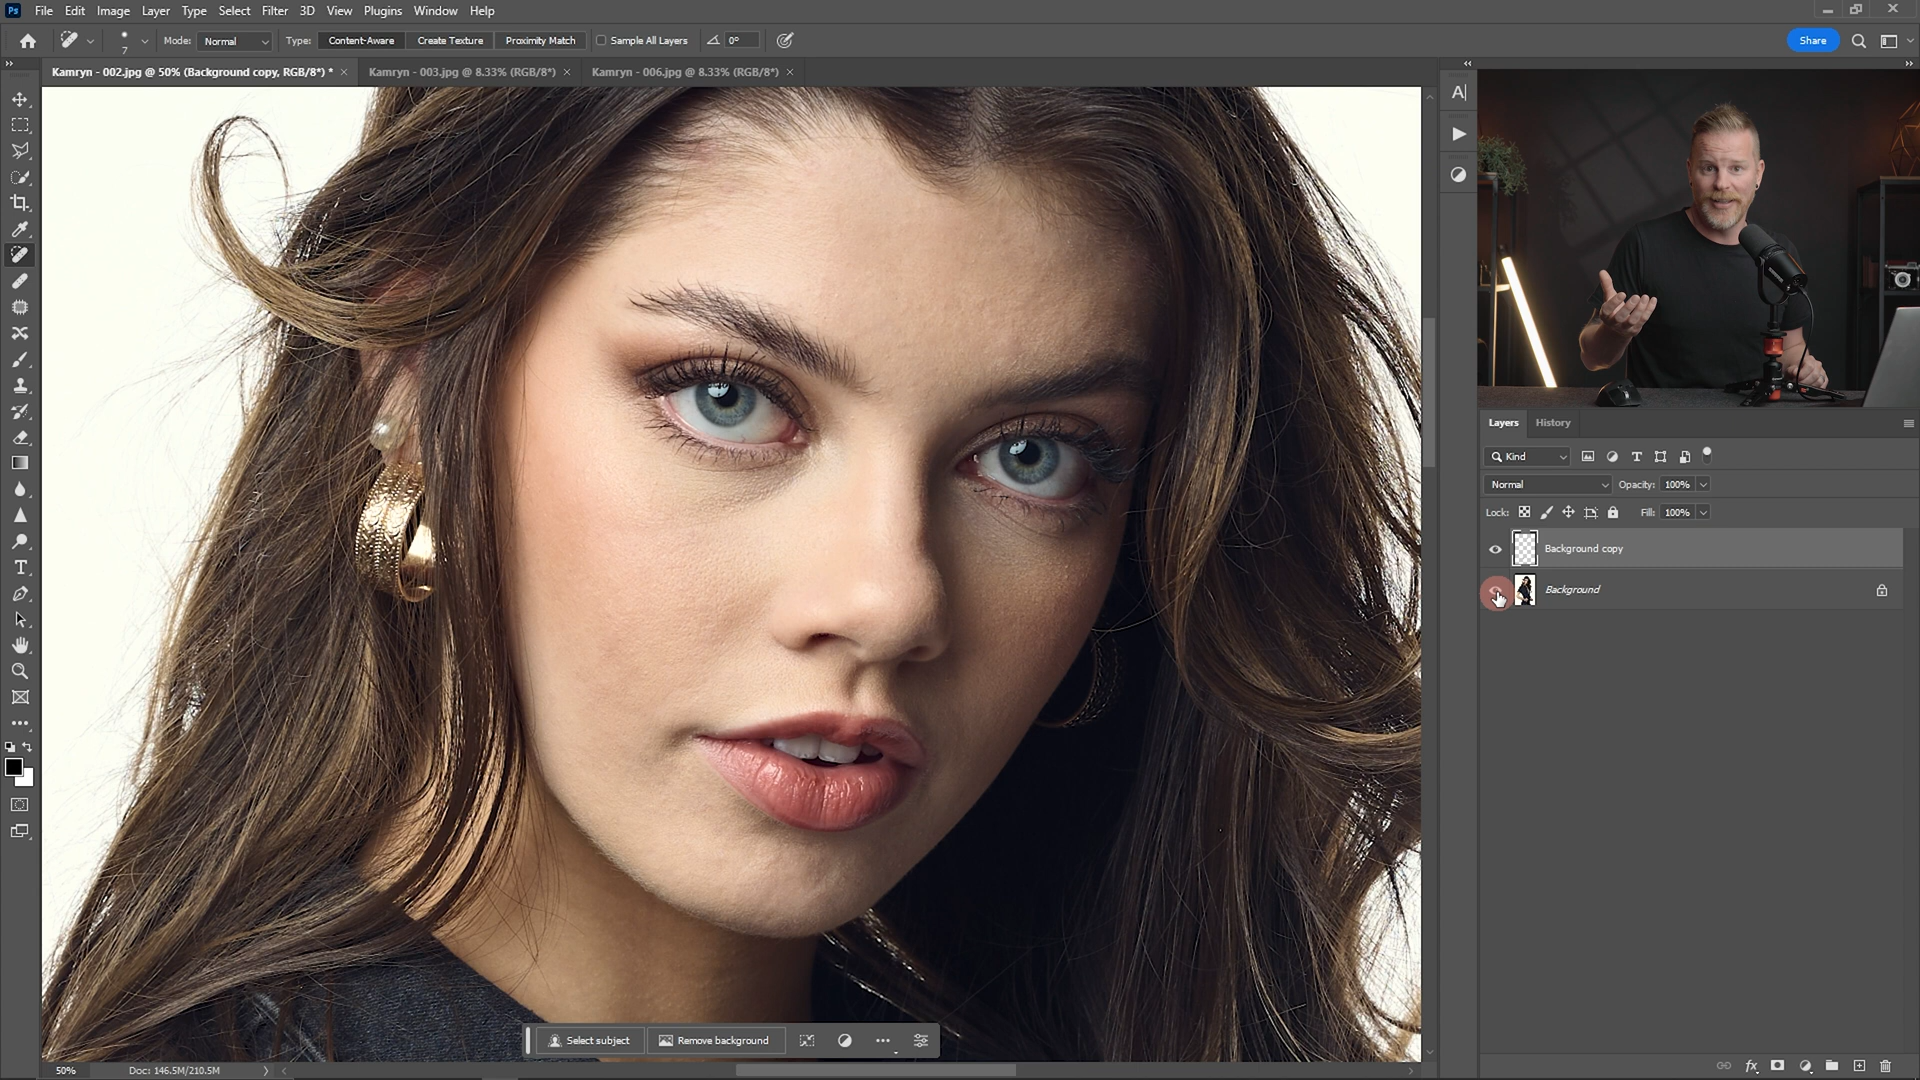 Ps File Edit Image Layer Type Select Filter 3D View Plugins Window Help
7 Mode: Normal Type: Content-Aware Create Texture Proximity Match Sample All Layers 0° Share
Kamryn - 002.jpg @ 50% (Background copy, RGB/8*) * × Kamryn - 003.jpg @ 8.33% (RGB/8*) × Kamryn - 006.jpg @ 8.33% (RGB/8*) ×
Layers History
Kind
Normal Opacity: 100%
Lock: Fill: 100%
Background copy
Background
Select subject Remove background
50% Doc: 146.5M/210.5M